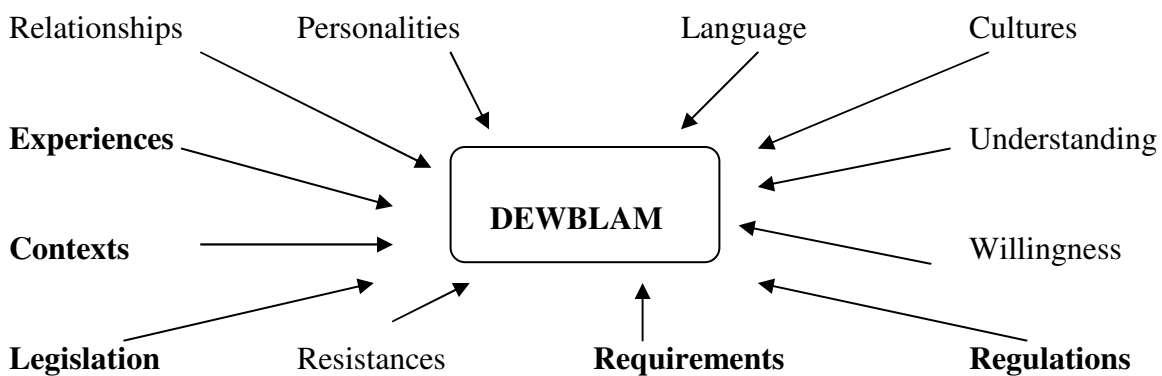 Relationships Personalities Language Cultures
Experiences Understanding
DEWBLAM
Contexts Willingness
Legislation Resistances Requirements Regulations